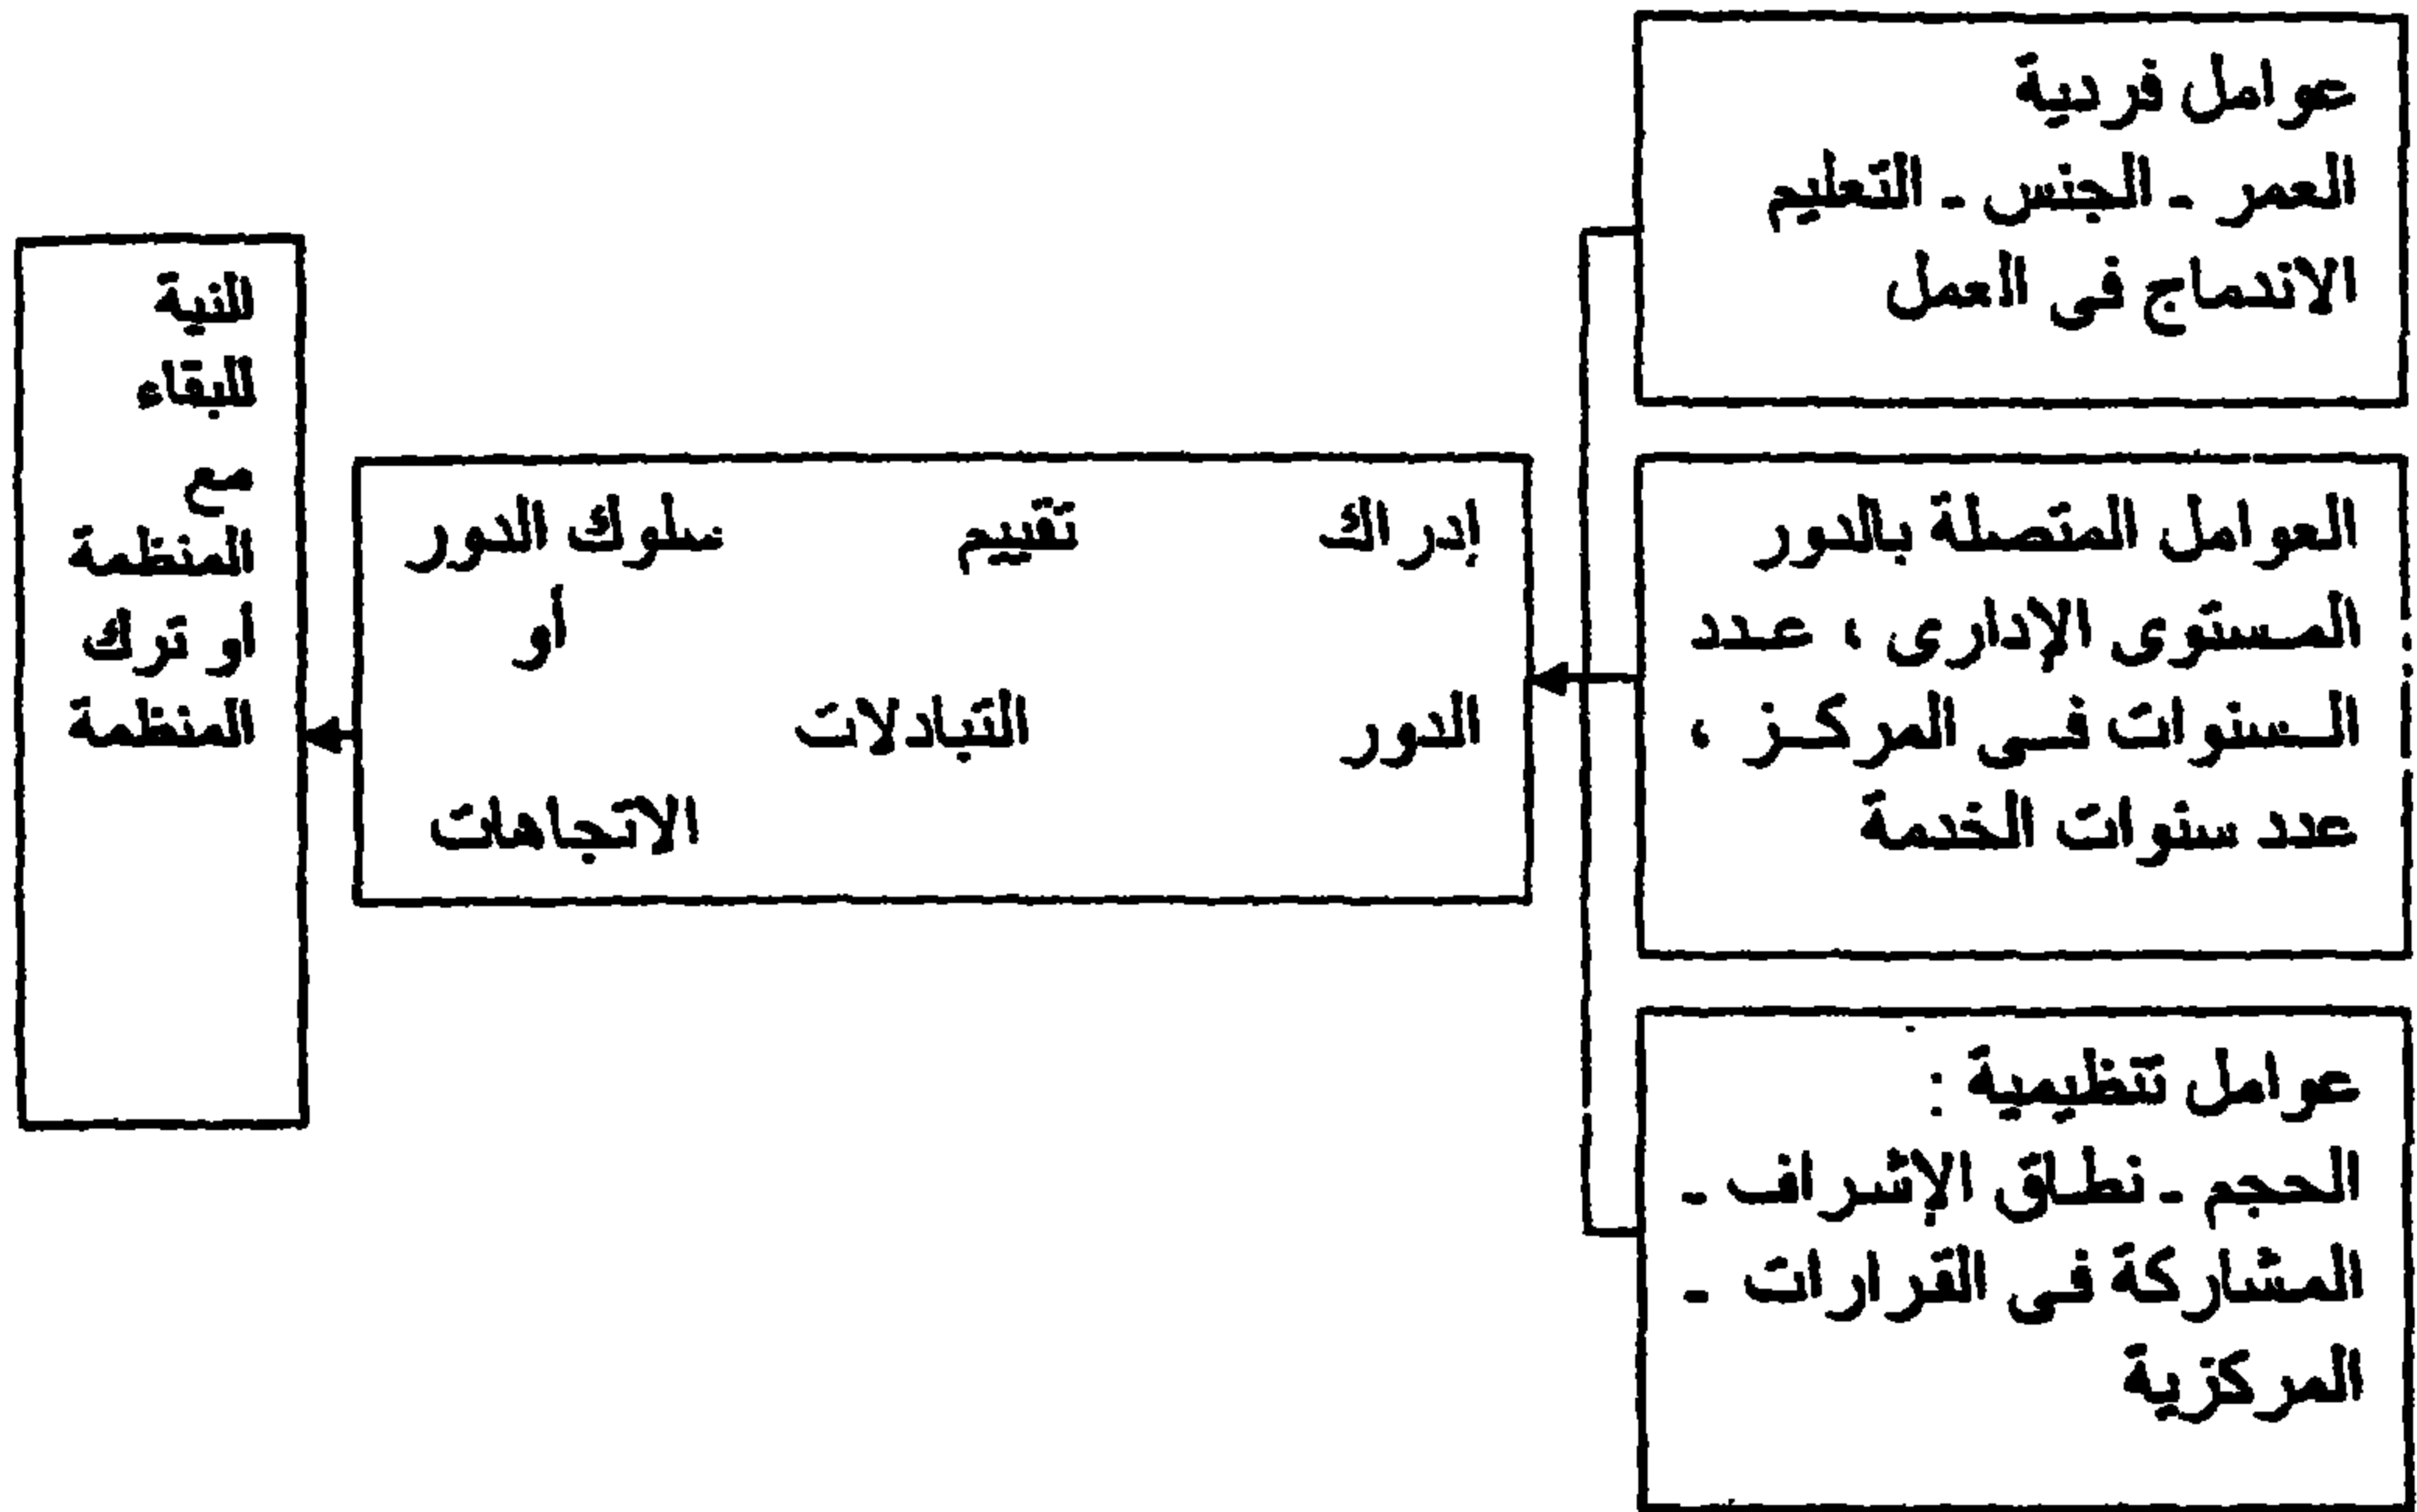 عوامل فردية
العمر - الجنس - التعليم
الاندماج فى العمل
العوامل المتصلة بالدور
المستوى الإدارى ، عدد
السنوات فى المركز ،
عدد سنوات الخدمة
عوامل تنظيمية :
الحجم - نطاق الإشراف -
المشاركة فى القرارات -
المركزية
إدراك تقييم سلوك الدور
أو
الدور التبادلات
الاتجاهات
النية
للبقاء
مع
المنظمة
أو ترك
المنظمة